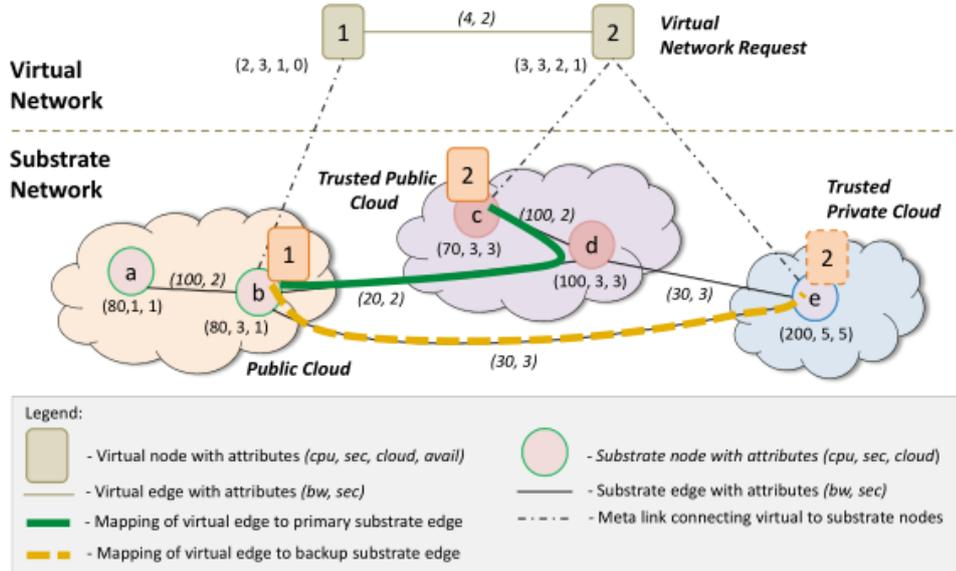 1
(4, 2)
2
Virtual
Network Request
(2, 3, 1, 0)
(3, 3, 2, 1)
Virtual
Network
Substrate
Network
Trusted Public
Cloud
2
Trusted
Private Cloud
c
(100, 2)
(70, 3, 3)
d
(100, 3, 3)
1
2
a
(100, 2)
b
(80,1, 1)
(80, 3, 1)
(20, 2)
(30, 3)
e
(200, 5, 5)
Public Cloud
(30, 3)
Legend:
- Virtual node with attributes (cpu, sec, cloud, avail)
- Substrate node with attributes (cpu, sec, cloud)
- Virtual edge with attributes (bw, sec)
- Substrate edge with attributes (bw, sec)
- Mapping of virtual edge to primary substrate edge
- Meta link connecting virtual to substrate nodes
- Mapping of virtual edge to backup substrate edge